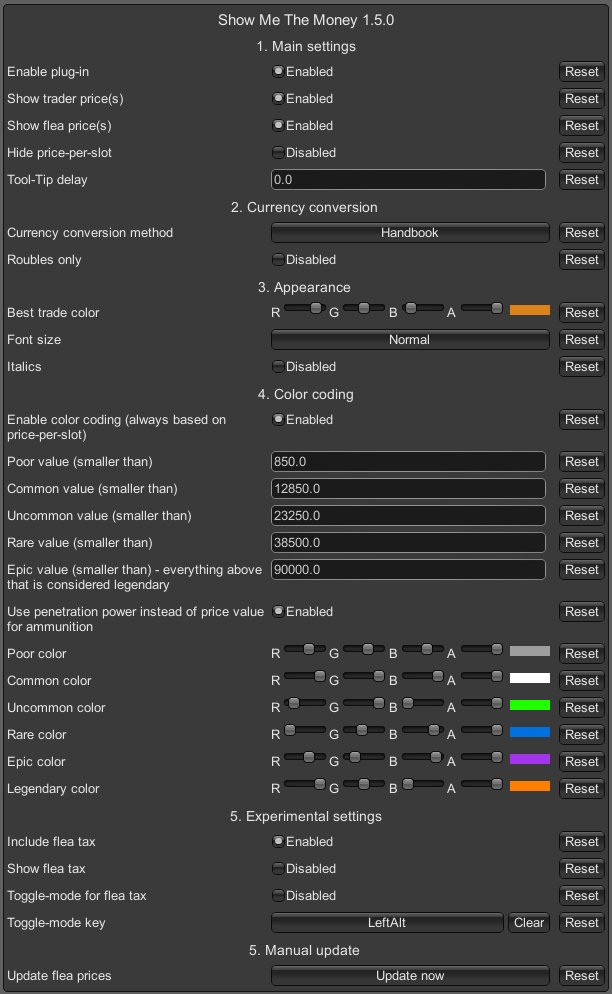 Show Me The Money 1.5.0
1. Main settings
Enable plug-in Enabled Reset
Show trader price(s) Enabled Reset
Show flea price(s) Enabled Reset
Hide price-per-slot Disabled Reset
Tool-Tip delay 0.0 Reset
2. Currency conversion
Currency conversion method Handbook Reset
Roubles only Disabled Reset
3. Appearance
Best trade color R G B A Reset
Font size Normal Reset
Italics Disabled Reset
4. Color coding
Enable color coding (always based on Enabled Reset
price-per-slot)
Poor value (smaller than) 850.0 Reset
Common value (smaller than) 12850.0 Reset
Uncommon value (smaller than) 23250.0 Reset
Rare value (smaller than) 38500.0 Reset
Epic value (smaller than) - everything above 90000.0 Reset
that is considered legendary
Use penetration power instead of price value Enabled Reset
for ammunition
Poor color R G B A Reset
Common color R G B A Reset
Uncommon color R G B A Reset
Rare color R G B A Reset
Epic color R G B A Reset
Legendary color R G B A Reset
5. Experimental settings
Include flea tax Enabled Reset
Show flea tax Disabled Reset
Toggle-mode for flea tax Disabled Reset
Toggle-mode key LeftAlt Clear Reset
5. Manual update
Update flea prices Update now Reset